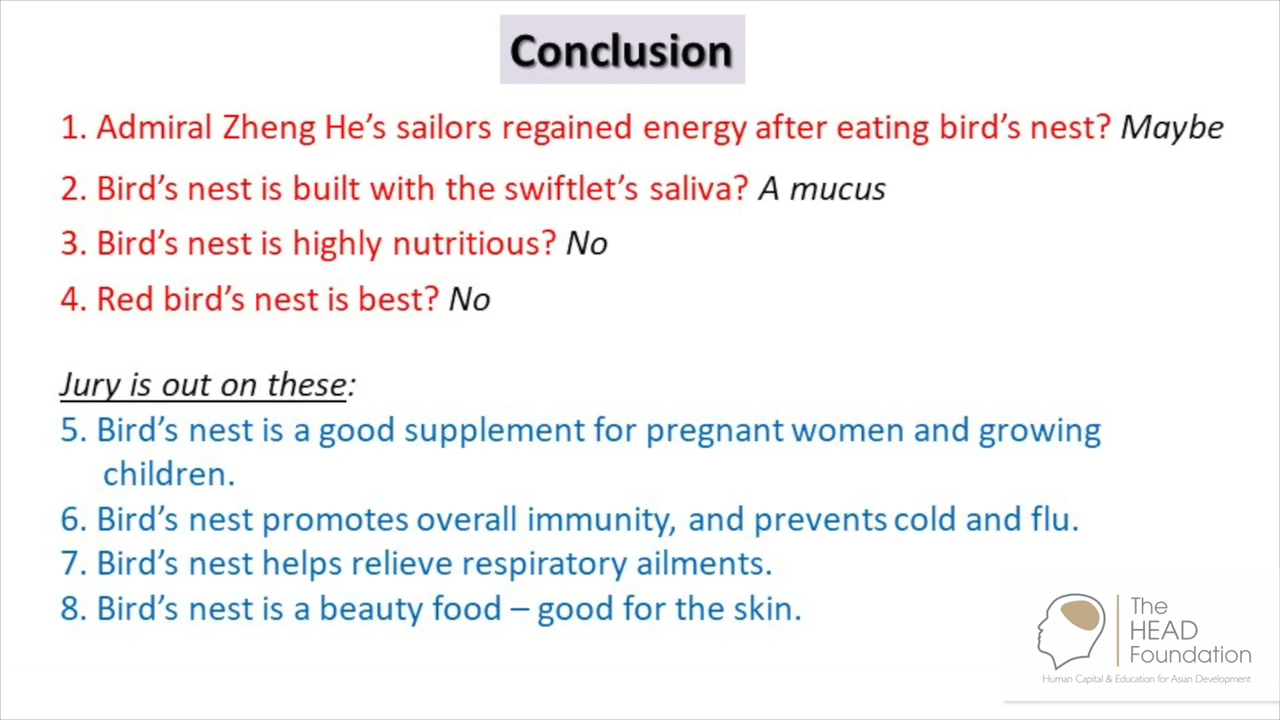 Conclusion
1. Admiral Zheng He’s sailors regained energy after eating bird’s nest? Maybe
2. Bird’s nest is built with the swiftlet’s saliva? A mucus
3. Bird’s nest is highly nutritious? No
4. Red bird’s nest is best? No
Jury is out on these:
5. Bird’s nest is a good supplement for pregnant women and growing
children.
6. Bird’s nest promotes overall immunity, and prevents cold and flu.
7. Bird’s nest helps relieve respiratory ailments.
8. Bird’s nest is a beauty food – good for the skin.
The
HEAD
Foundation
Human Capital & Education for Asian Development